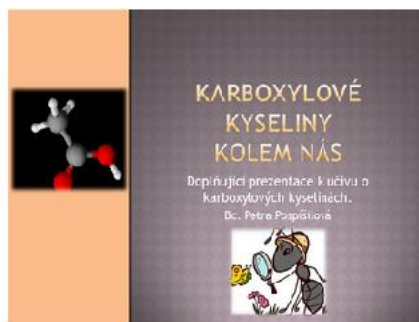 KARBOXYLOVÉ
KYSELINY
KOLEM NÁS
Doplňující prezentace k učivu o
karboxylových kyselinách.
Bc. Petra Pospíšilová